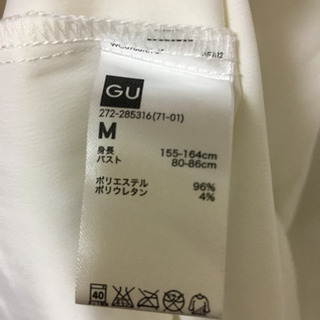 GU
272-285316(71-01)
M
身長 155-164cm
バスト 80-86cm
ポリエステル 96%
ポリウレタン 4%
40